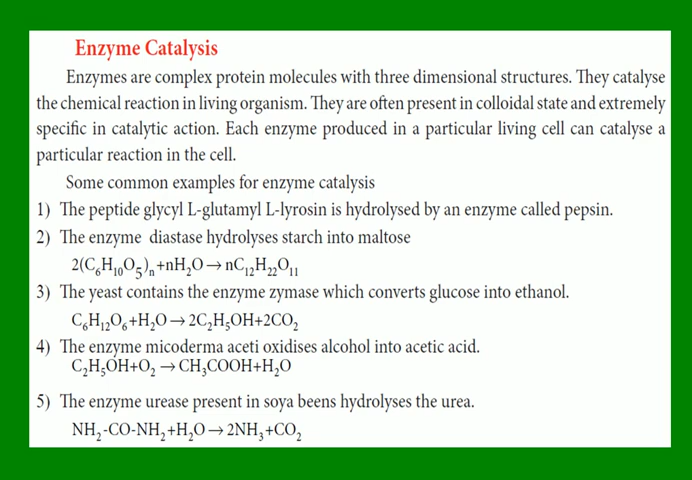 Enzyme Catalysis
Enzymes are complex protein molecules with three dimensional structures. They catalyse
the chemical reaction in living organism. They are often present in colloidal state and extremely
specific in catalytic action. Each enzyme produced in a particular living cell can catalyse a
particular reaction in the cell.
Some common examples for enzyme catalysis
1) The peptide glycyl L-glutamyl L-lyrosin is hydrolysed by an enzyme called pepsin.
2) The enzyme diastase hydrolyses starch into maltose
2(C₆H₁₀O₅)ₙ+nH₂O→nC₁₂H₂₂O₁₁
3) The yeast contains the enzyme zymase which converts glucose into ethanol.
C₆H₁₂O₆+H₂O→2C₂H₅OH+2CO₂
4) The enzyme micoderma aceti oxidises alcohol into acetic acid.
C₂H₅OH+O₂→CH₃COOH+H₂O
5) The enzyme urease present in soya beens hydrolyses the urea.
NH₂-CO-NH₂+H₂O→2NH₃+CO₂